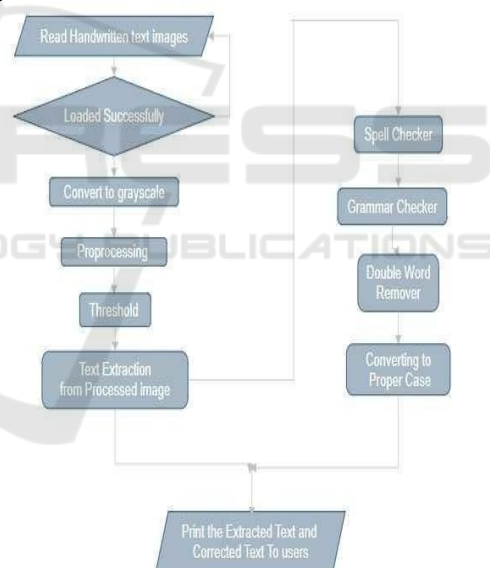 Read Handwritten text images
Loaded Successfully
Convert to grayscale
Proprocessing
Threshold
Text Extraction
from Processed image
Spell Checker
Grammar Checker
Double Word
Remover
Converting to
Proper Case
Print the Extracted Text and
Corrected Text To users
PUBLICATIONS